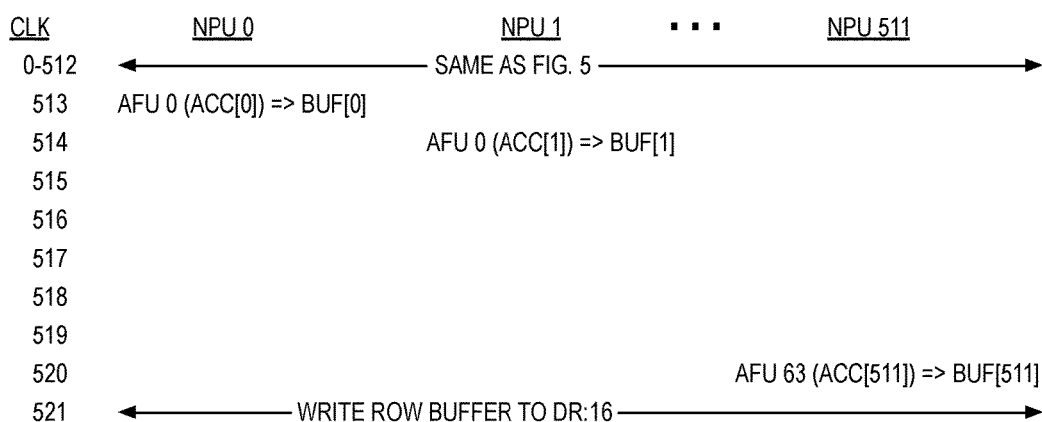 CLK NPU 0 NPU 1 ▪ ▪ ▪ NPU 511
0-512 SAME AS FIG. 5
513 AFU 0 (ACC[0]) => BUF[0]
514 AFU 0 (ACC[1]) => BUF[1]
515
516
517
518
519
520 AFU 63 (ACC[511]) => BUF[511]
521 WRITE ROW BUFFER TO DR:16